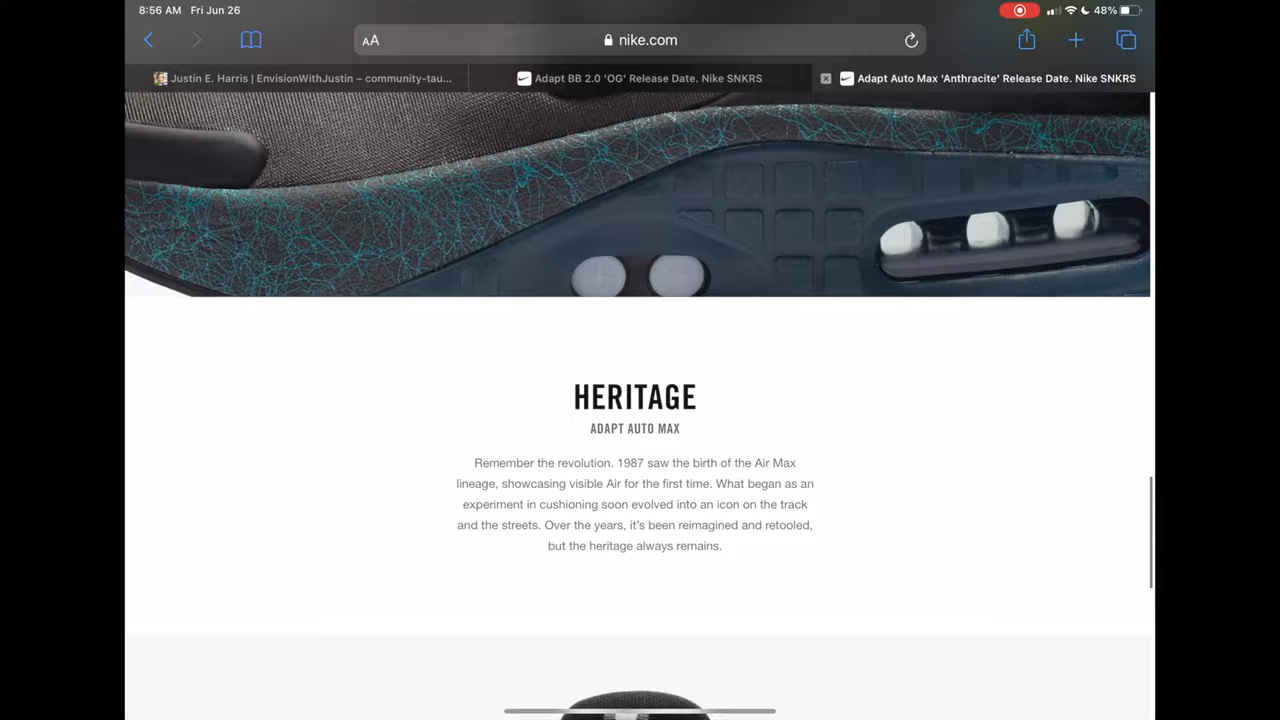 8:56 AM Fri Jun 26
48%
AA
nike.com
Justin E. Harris | EnvisionWithJustin – community-tau...
Adapt BB 2.0 'OG' Release Date. Nike SNKRS
Adapt Auto Max 'Anthracite' Release Date. Nike SNKRS
HERITAGE
ADAPT AUTO MAX
Remember the revolution. 1987 saw the birth of the Air Max
lineage, showcasing visible Air for the first time. What began as an
experiment in cushioning soon evolved into an icon on the track
and the streets. Over the years, it's been reimagined and retooled,
but the heritage always remains.